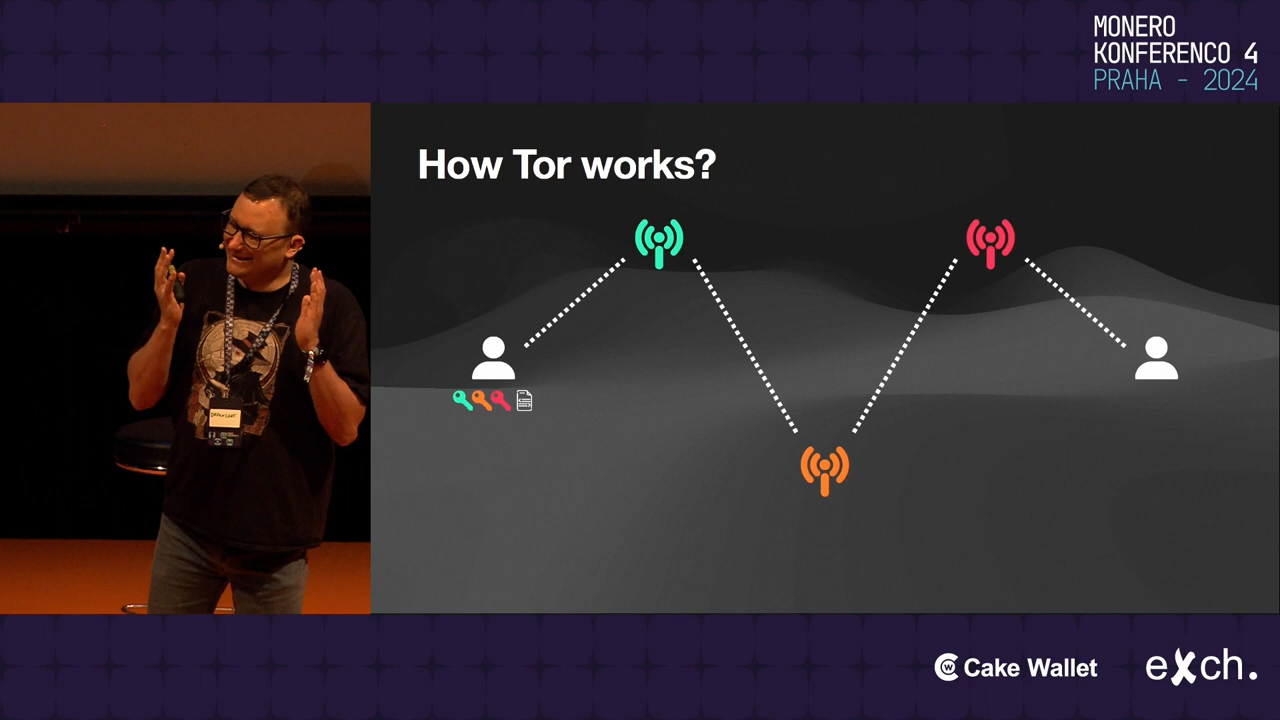 MONERO
KONFERENCO 4
PRAHA - 2024
How Tor works?
Cake Wallet
eXch.